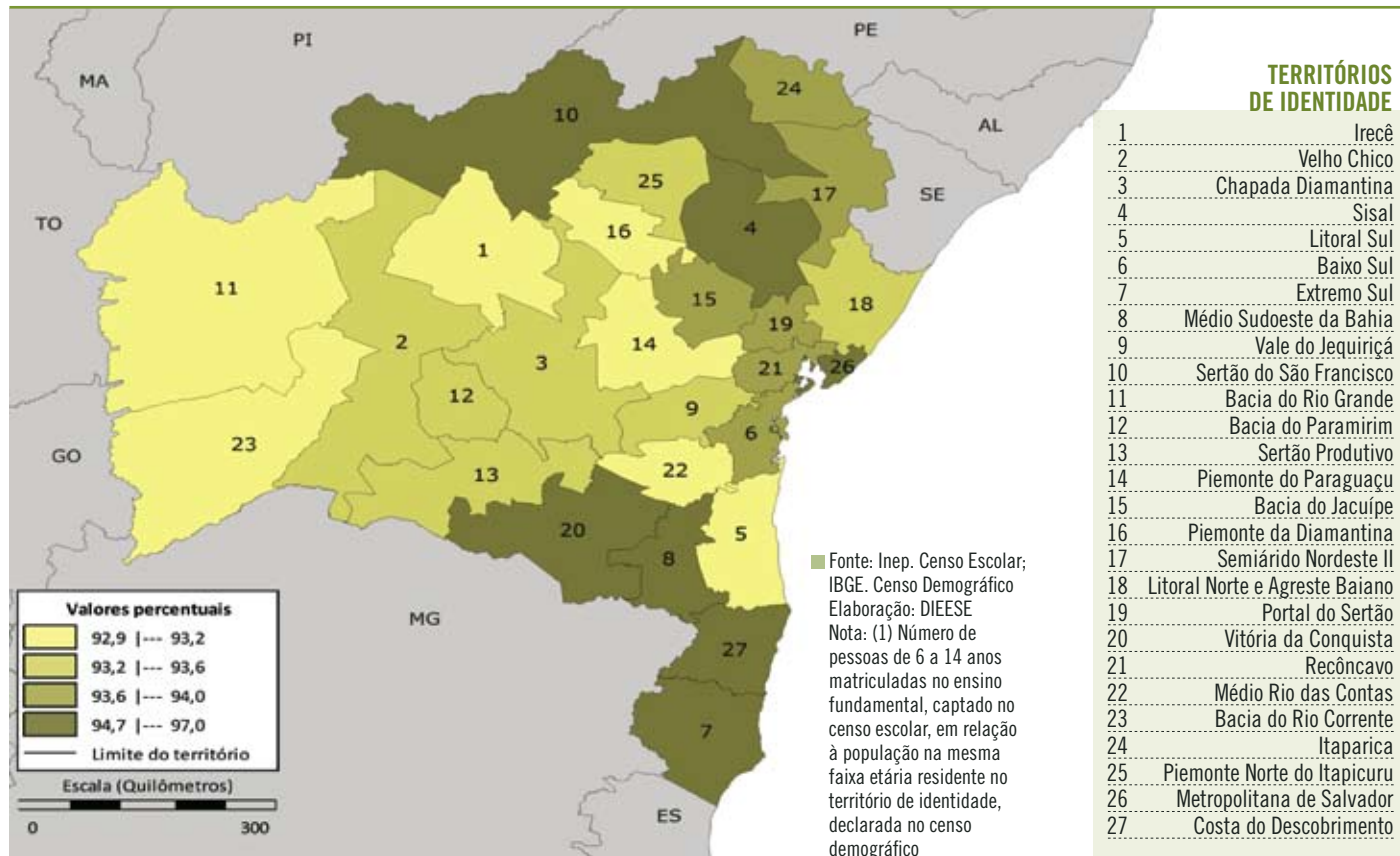 PI
PE
MA
AL
TO
SE
GO
MG
ES
10
24
25
17
4
16
1
11
15
18
19
2
14
3
21
26
12
9
6
23
22
13
5
20
8
27
7
Valores percentuais
92,9 |--- 93,2
93,2 |--- 93,6
93,6 |--- 94,0
94,7 |--- 97,0
Limite do território
Escala (Quilômetros)
0 300
Fonte: Inep. Censo Escolar;
IBGE. Censo Demográfico
Elaboração: DIEESE
Nota: (1) Número de
pessoas de 6 a 14 anos
matriculadas no ensino
fundamental, captado no
censo escolar, em relação
à população na mesma
faixa etária residente no
território de identidade,
declarada no censo
demográfico
TERRITÓRIOS
DE IDENTIDADE
1 Irecê
2 Velho Chico
3 Chapada Diamantina
4 Sisal
5 Litoral Sul
6 Baixo Sul
7 Extremo Sul
8 Médio Sudoeste da Bahia
9 Vale do Jequiriçá
10 Sertão do São Francisco
11 Bacia do Rio Grande
12 Bacia do Paramirim
13 Sertão Produtivo
14 Piemonte do Paraguaçu
15 Bacia do Jacuípe
16 Piemonte da Diamantina
17 Semiárido Nordeste II
18 Litoral Norte e Agreste Baiano
19 Portal do Sertão
20 Vitória da Conquista
21 Recôncavo
22 Médio Rio das Contas
23 Bacia do Rio Corrente
24 Itaparica
25 Piemonte Norte do Itapicuru
26 Metropolitana de Salvador
27 Costa do Descobrimento